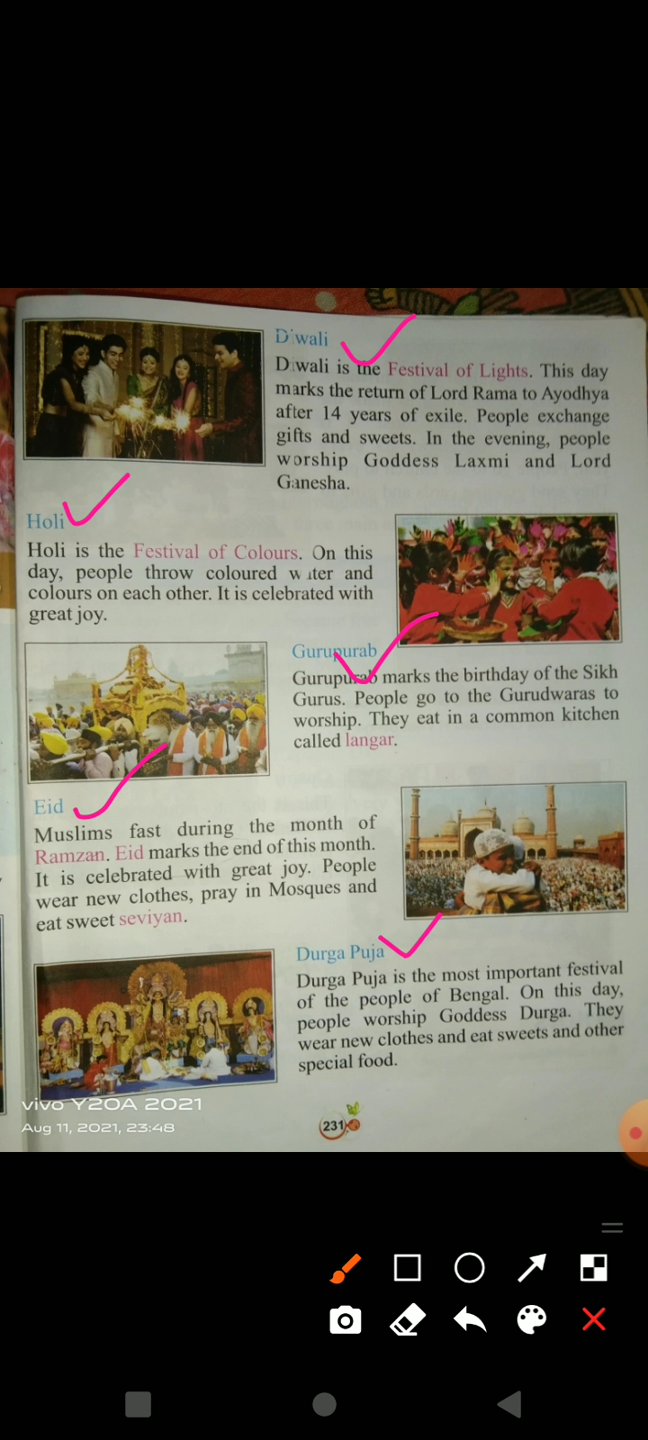 Diwali
Diwali is the Festival of Lights. This day
marks the return of Lord Rama to Ayodhya
after 14 years of exile. People exchange
gifts and sweets. In the evening, people
worship Goddess Laxmi and Lord
Ganesha.
Holi
Holi is the Festival of Colours. On this
day, people throw coloured water and
colours on each other. It is celebrated with
great joy.
Gurupurab
Gurupurab marks the birthday of the Sikh
Gurus. People go to the Gurudwaras to
worship. They eat in a common kitchen
called langar.
Eid
Muslims fast during the month of
Ramzan. Eid marks the end of this month.
It is celebrated with great joy. People
wear new clothes, pray in Mosques and
eat sweet seviyan.
Durga Puja
Durga Puja is the most important festival
of the people of Bengal. On this day,
people worship Goddess Durga. They
wear new clothes and eat sweets and other
special food.
vivo Y20A 2021
Aug 11, 2021, 23:48
231